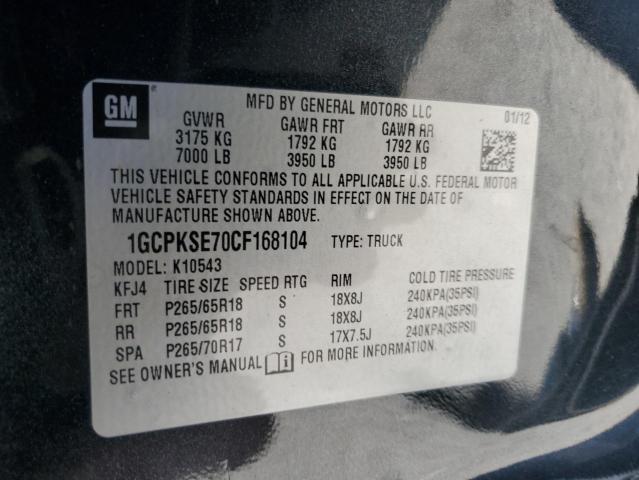 GM
MFD BY GENERAL MOTORS LLC
01/12
GVWR GAWR FRT GAWR RR
3175 KG 1792 KG 1792 KG
7000 LB 3950 LB 3950 LB
THIS VEHICLE CONFORMS TO ALL APPLICABLE U.S. FEDERAL MOTOR
VEHICLE SAFETY STANDARDS IN EFFECT ON THE DATE OF
MANUFACTURE SHOWN ABOVE.
1GCPKSE70CF168104 TYPE: TRUCK
MODEL: K10543
KFJ4 TIRE SIZE SPEED RTG RIM COLD TIRE PRESSURE
FRT P265/65R18 S 18X8J 240KPA(35PSI)
RR P265/65R18 S 18X8J 240KPA(35PSI)
SPA P265/70R17 S 17X7.5J 240KPA(35PSI)
SEE OWNER'S MANUAL FOR MORE INFORMATION.